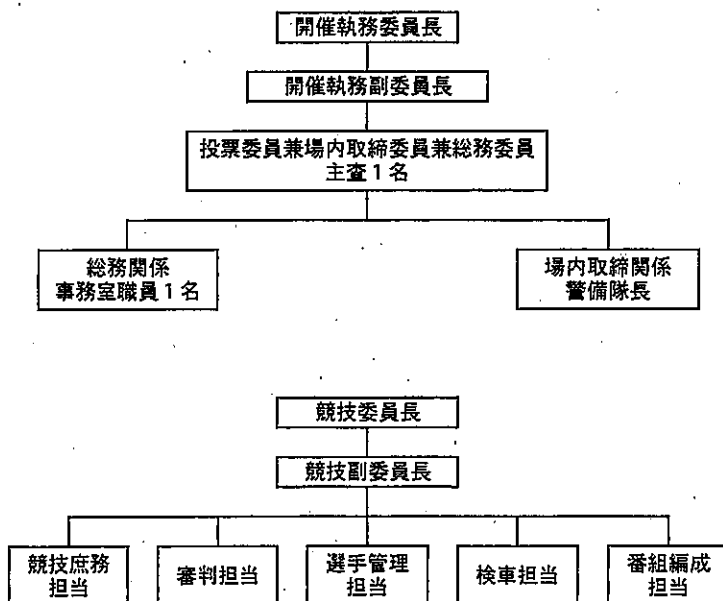 開催執務委員長
開催執務副委員長
投票委員兼場内取締委員兼総務委員
主査1名
総務関係
事務室職員1名
場内取締関係
警備隊長
競技委員長
競技副委員長
競技庶務
担当
審判担当
選手管理
担当
検車担当
番組編成
担当